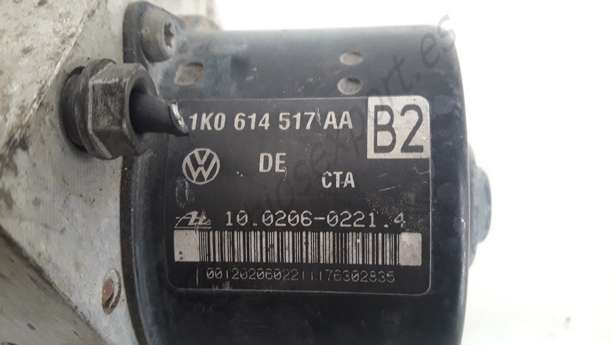 1K0 614 517 AA
B2
DE
CTA
10.0206-0221.4
00120206022111176302835